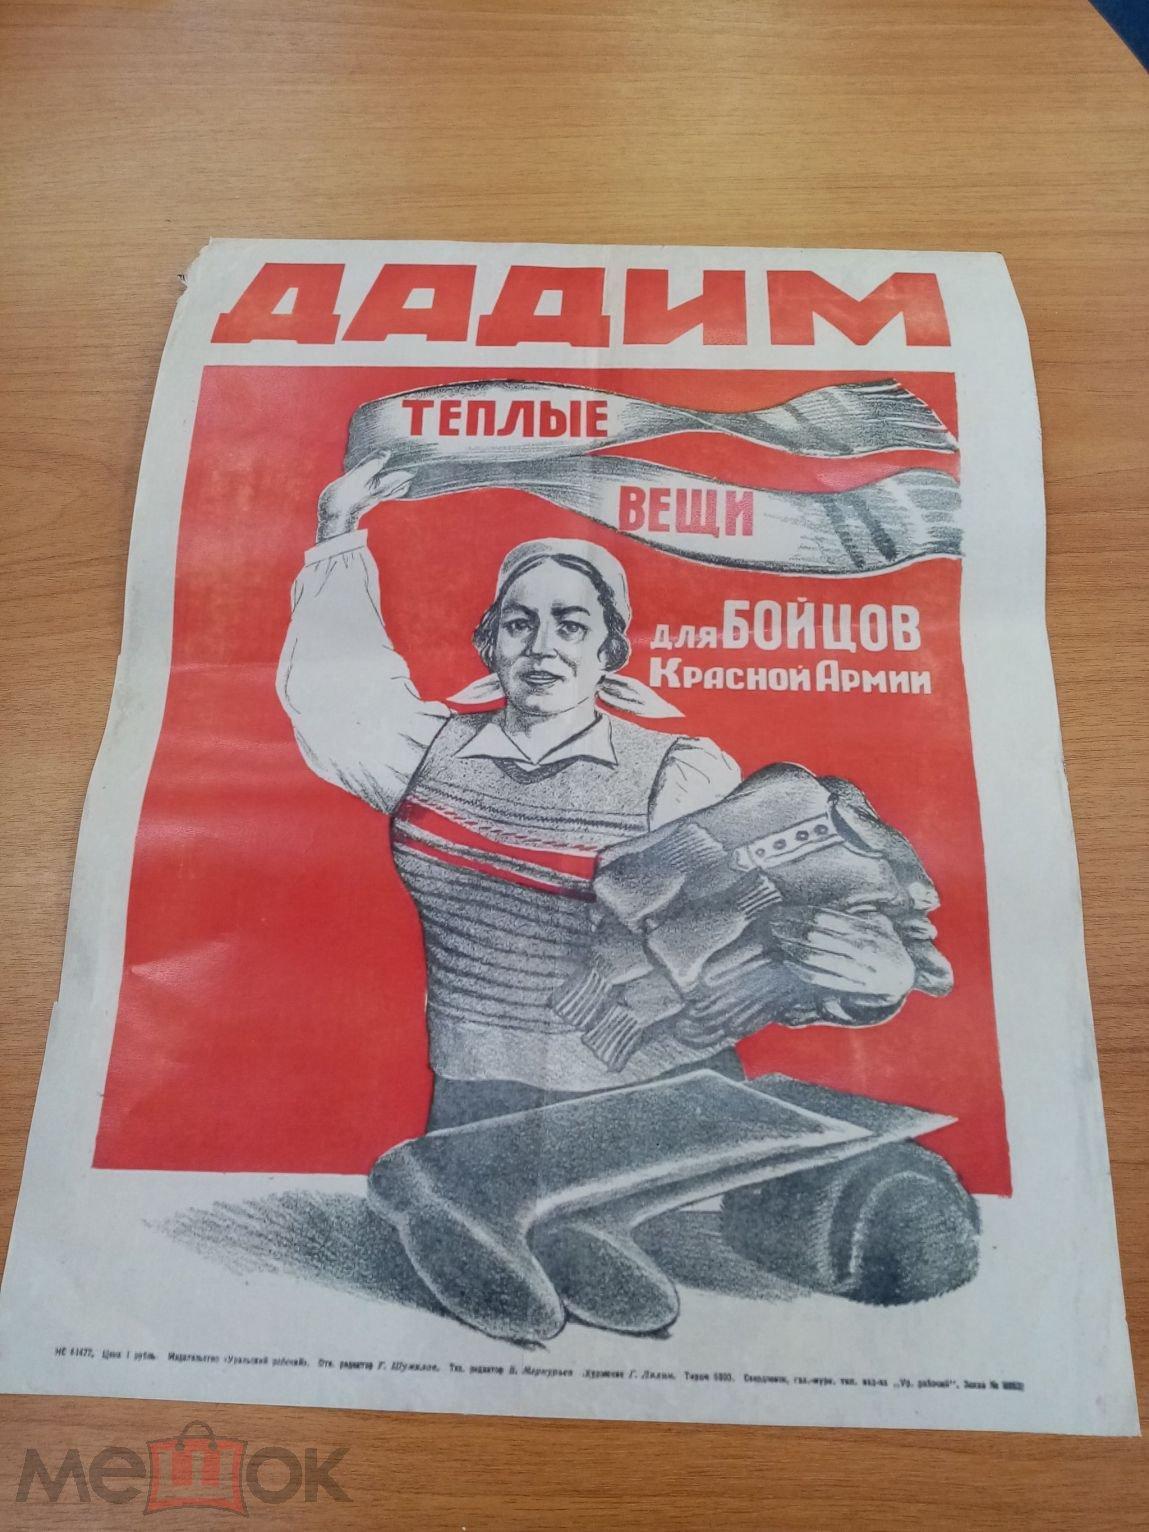 ДАДИМ
ТЕПЛЫЕ
ВЕЩИ
для БОЙЦОВ
Красной Армии
Цена 1 рубль. Издательство «Уральский рабочий». Отв. редактор Г. Шумилов. Тех. редактор В. Меркурьев. Художник Г. Лялин. Тираж 5000. Свердловск, газ.-журн. тип. изд-ва „Ур. рабочий“. Заказ №
мешок